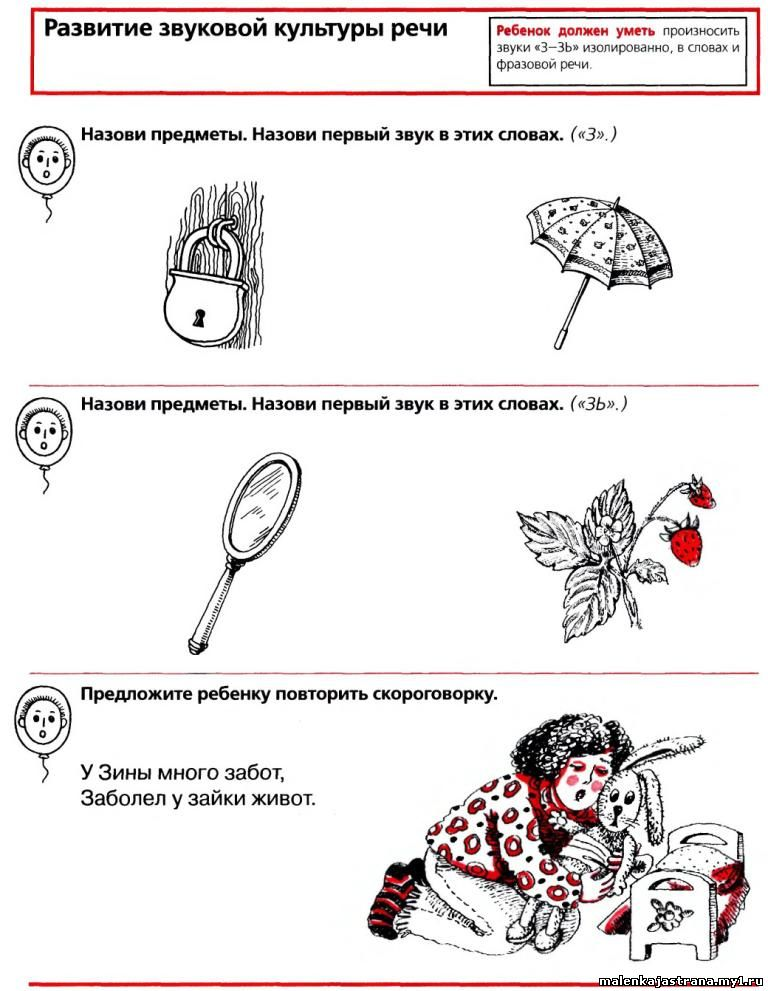 Развитие звуковой культуры речи
Ребенок должен уметь произносить
звуки «З–Зь» изолированно, в словах и
фразовой речи.
Назови предметы. Назови первый звук в этих словах. («З».)
Назови предметы. Назови первый звук в этих словах. («Зь».)
Предложите ребенку повторить скороговорку.
У Зины много забот,
Заболел у зайки живот.
malenkajastrana.my1.ru